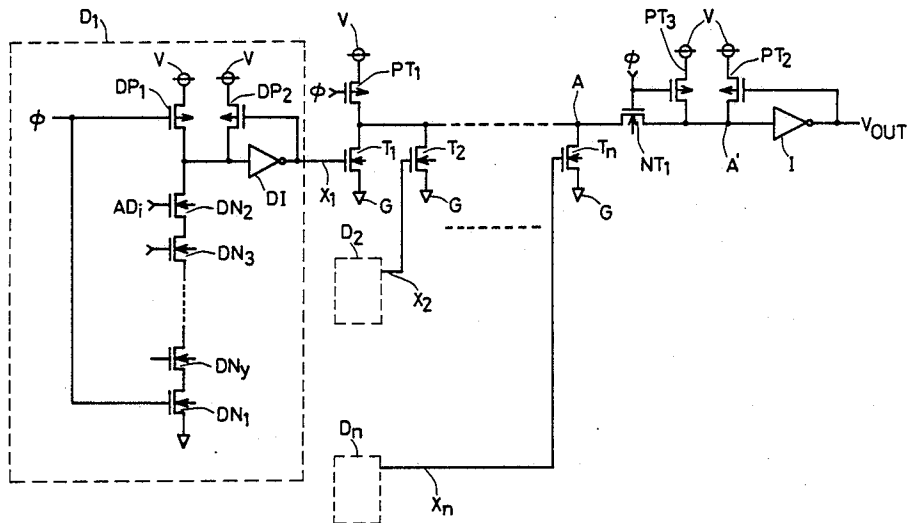 D1
V
V
DP1
DP2
ϕ
DI
X1
ADi
DN2
DN3
DNy
DN1
V
PT1
ϕ
T1
G
T2
G
D2
X2
Dn
Xn
A
Tn
G
ϕ
NT1
PT3
V
PT2
A'
I
VOUT